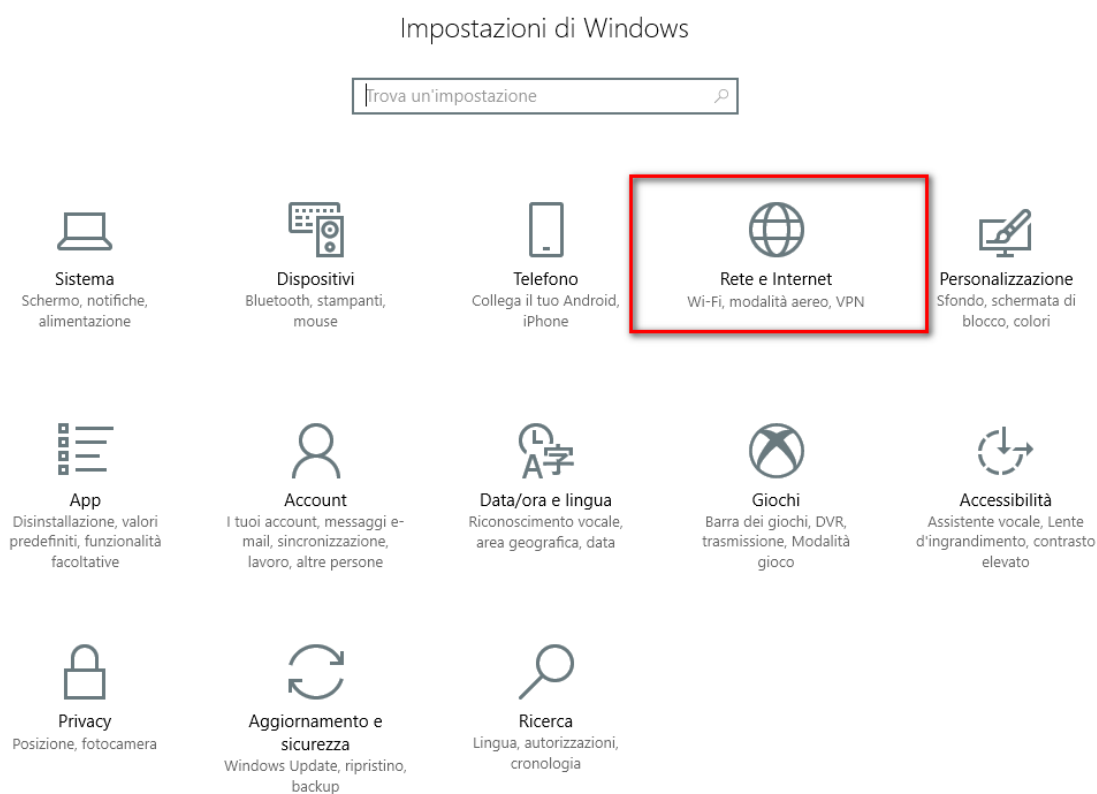 Impostazioni di Windows
Trova un'impostazione
Sistema
Schermo, notifiche,
alimentazione
Dispositivi
Bluetooth, stampanti,
mouse
Telefono
Collega il tuo Android,
iPhone
Rete e Internet
Wi-Fi, modalità aereo, VPN
Personalizzazione
Sfondo, schermata di
blocco, colori
App
Disinstallazione, valori
predefiniti, funzionalità
facoltative
Account
I tuoi account, messaggi e-
mail, sincronizzazione,
lavoro, altre persone
Data/ora e lingua
Riconoscimento vocale,
area geografica, data
Giochi
Barra dei giochi, DVR,
trasmissione, Modalità
gioco
Accessibilità
Assistente vocale, Lente
d'ingrandimento, contrasto
elevato
Privacy
Posizione, fotocamera
Aggiornamento e
sicurezza
Windows Update, ripristino,
backup
Ricerca
Lingua, autorizzazioni,
cronologia